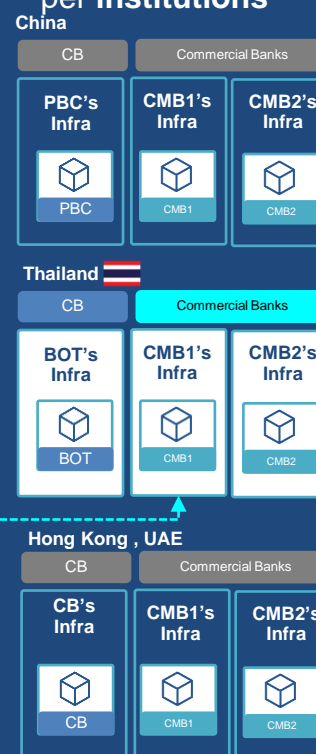 per Institutions
China
CB
Commercial Banks
PBC's
Infra
CMB1's
Infra
CMB2's
Infra
PBC
CMB1
CMB2
Thailand
CB
Commercial Banks
BOT's
Infra
CMB1's
Infra
CMB2's
Infra
BOT
CMB1
CMB2
Hong Kong , UAE
CB
Commercial Banks
CB's
Infra
CMB1's
Infra
CMB2's
Infra
CB
CMB1
CMB2